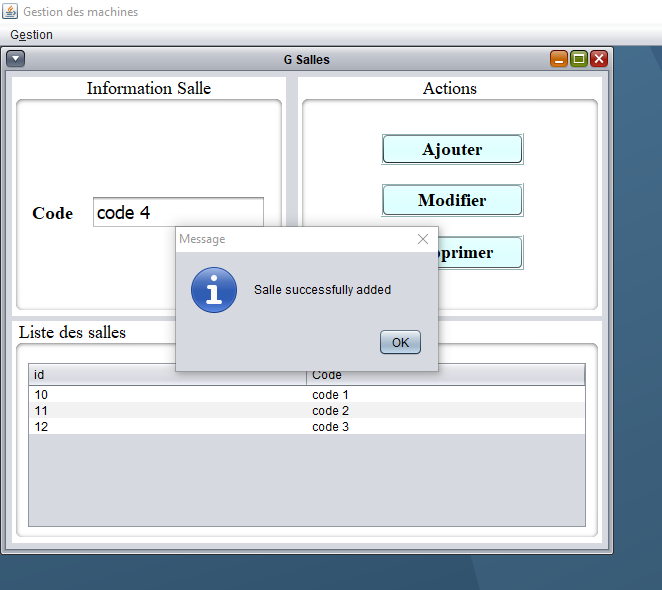 Gestion des machines
Gestion
G Salles
Information Salle
Actions
Ajouter
Code code 4
Modifier
Message
Salle successfully added
OK
Liste des salles
id Code
10 code 1
11 code 2
12 code 3